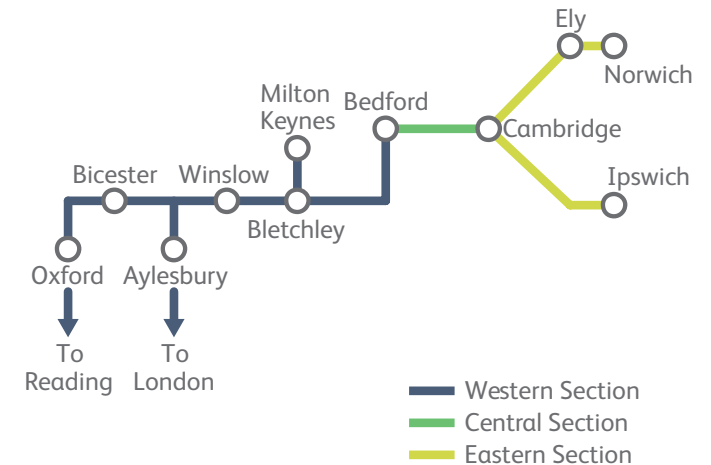 Ely
Norwich
Milton
Keynes
Bedford
Cambridge
Bicester
Winslow
Ipswich
Bletchley
Oxford
Aylesbury
To
Reading
To
London
Western Section
Central Section
Eastern Section